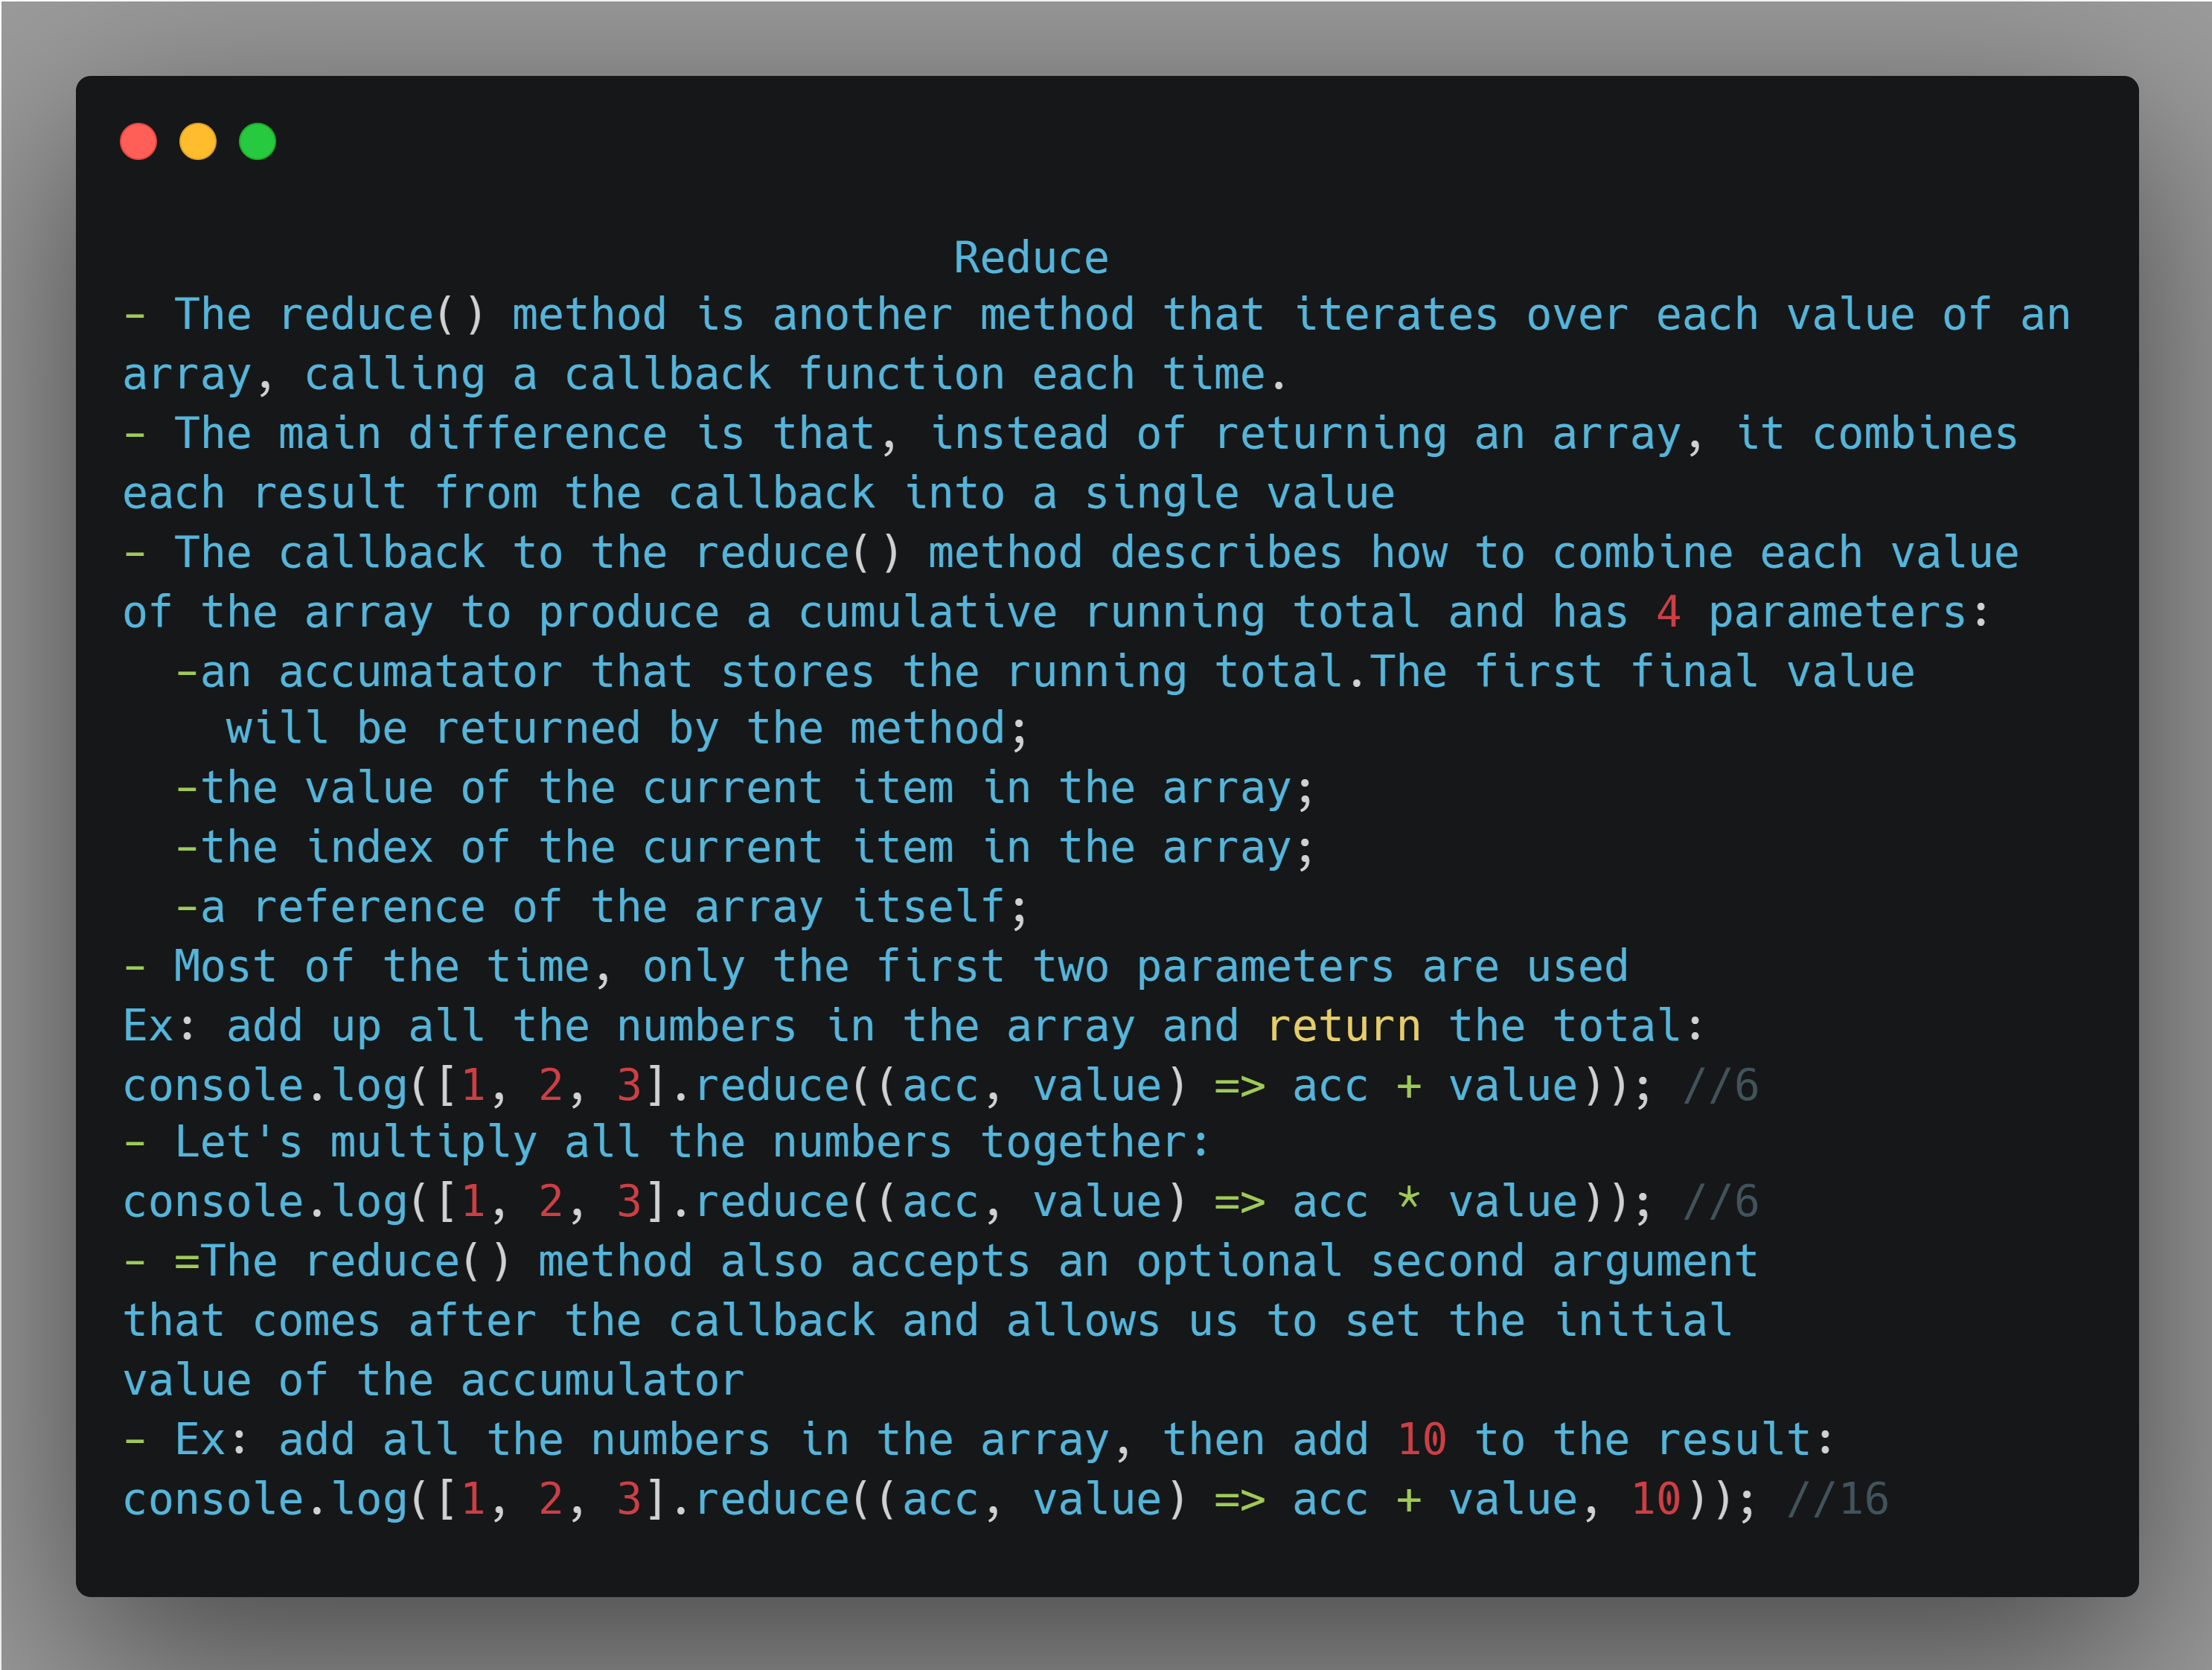 Reduce
- The reduce() method is another method that iterates over each value of an
array, calling a callback function each time.
- The main difference is that, instead of returning an array, it combines
each result from the callback into a single value
- The callback to the reduce() method describes how to combine each value
of the array to produce a cumulative running total and has 4 parameters:
-an accumatator that stores the running total.The first final value
will be returned by the method;
-the value of the current item in the array;
-the index of the current item in the array;
-a reference of the array itself;
- Most of the time, only the first two parameters are used
Ex: add up all the numbers in the array and return the total:
console.log([1, 2, 3].reduce((acc, value) => acc + value)); //6
- Let's multiply all the numbers together:
console.log([1, 2, 3].reduce((acc, value) => acc * value)); //6
- =The reduce() method also accepts an optional second argument
that comes after the callback and allows us to set the initial
value of the accumulator
- Ex: add all the numbers in the array, then add 10 to the result:
console.log([1, 2, 3].reduce((acc, value) => acc + value, 10)); //16